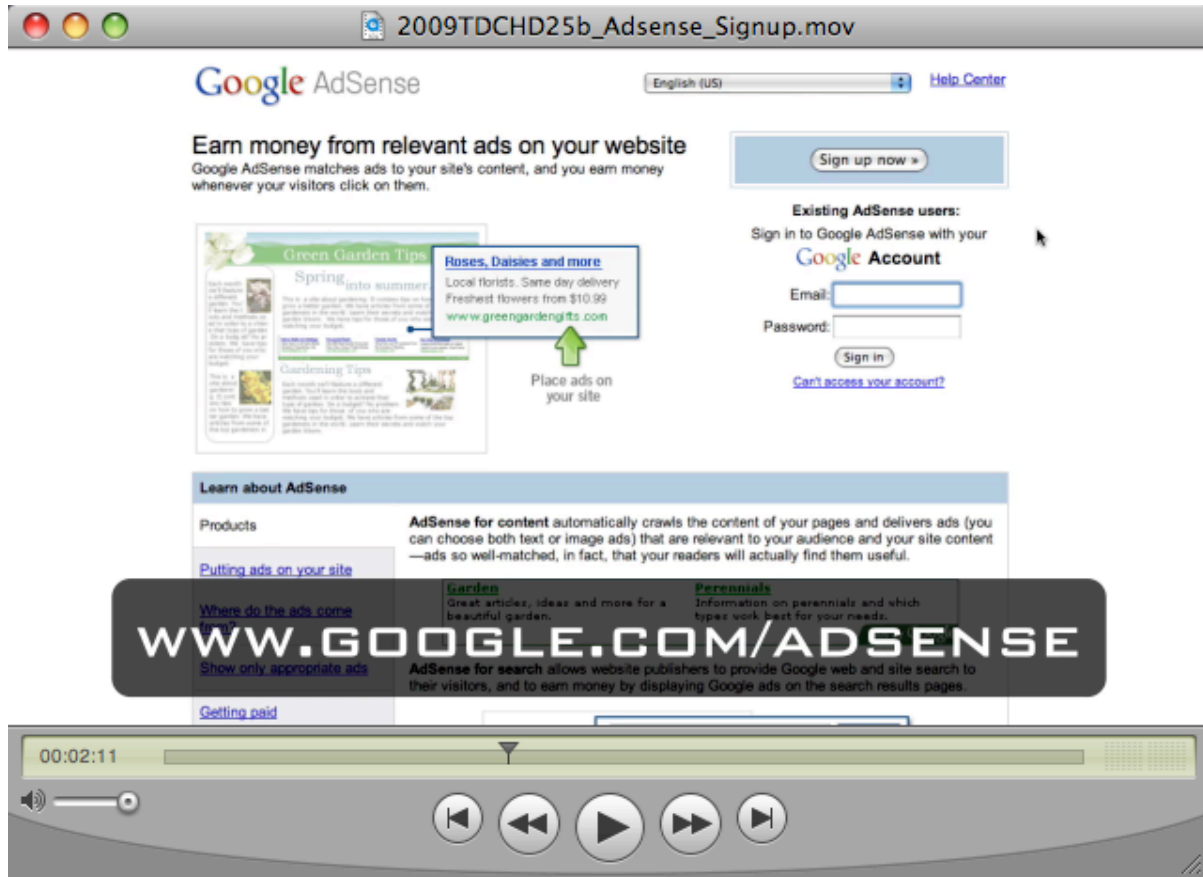 2009TDCHD25b_Adsense_Signup.mov
Google AdSense
English (US)
Help Center
Earn money from relevant ads on your website
Google AdSense matches ads to your site's content, and you earn money
whenever your visitors click on them.
Sign up now »
Existing AdSense users:
Sign in to Google AdSense with your
Google Account
Email:
Password:
Sign in
Can't access your account?
Green Garden Tips
Spring into summer
Gardening Tips
Roses, Daisies and more
Local florists. Same day delivery
Freshest flowers from $10.99
www.greengardengifts.com
Place ads on
your site
Learn about AdSense
Products
Putting ads on your site
Where do the ads come
from?
Show only appropriate ads
Getting paid
AdSense for content automatically crawls the content of your pages and delivers ads (you
can choose both text or image ads) that are relevant to your audience and your site content
—ads so well-matched, in fact, that your readers will actually find them useful.
Garden
Great articles, ideas and more for a
beautiful garden.
Perennials
Information on perennials and which
types work best for your needs.
WWW.GOOGLE.COM/ADSENSE
AdSense for search allows website publishers to provide Google web and site search to
their visitors, and to earn money by displaying Google ads on the search results pages.
00:02:11